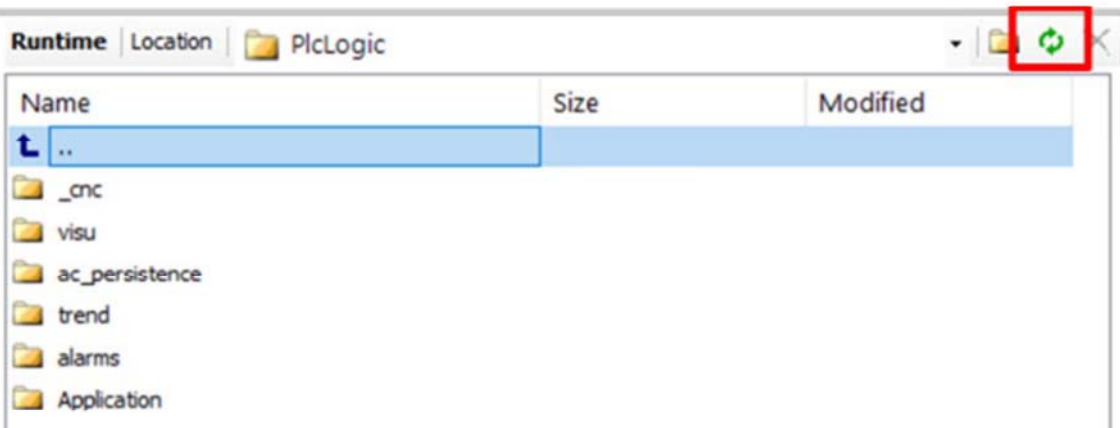 Runtime Location PlcLogic
Name Size Modified
..
_cnc
visu
ac_persistence
trend
alarms
Application